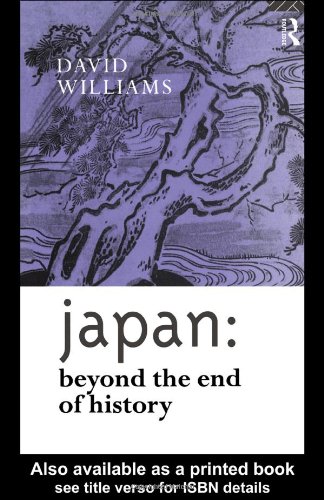 DAVID
WILLIAMS
ROUTLEDGE
japan:
beyond the end
of history
Also available as a printed book
see title verso for ISBN details